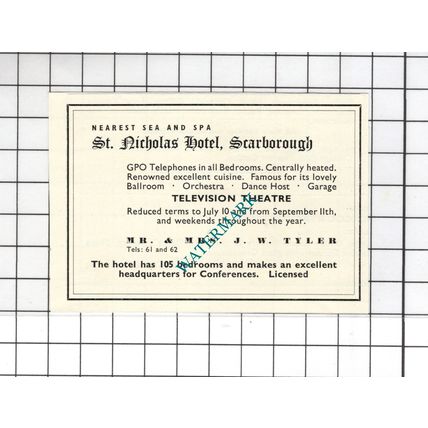 NEAREST SEA AND SPA
St. Nicholas Hotel, Scarborough
GPO Telephones in all Bedrooms. Centrally heated.
Renowned excellent cuisine. Famous for its lovely
Ballroom · Orchestra · Dance Host · Garage
TELEVISION THEATRE
Reduced terms to July 10 and from September 11th,
and weekends throughout the year.
MR. & MRS. J. W. TYLER
Tels: 61 and 62
The hotel has 105 bedrooms and makes an excellent
headquarters for Conferences. Licensed
WATERMARK